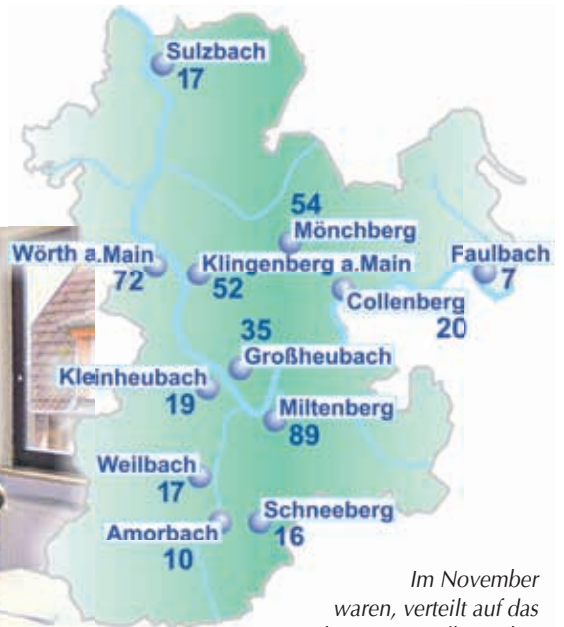 Sulzbach
17
54
Mönchberg
Wörth a.Main
72
Klingenberg a.Main
52
Faulbach
7
Collenberg
20
35
Großheubach
Kleinheubach
19
Miltenberg
89
Weilbach
17
Schneeberg
16
Amorbach
10
Im November
waren, verteilt auf das